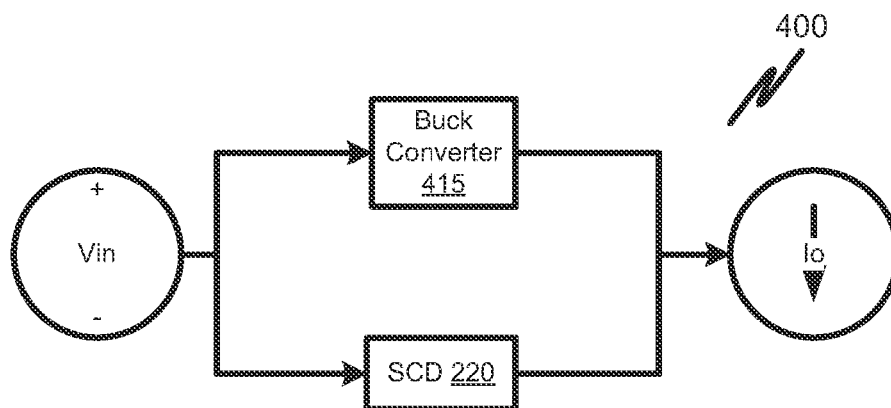 400
Buck
Converter
415
+
Vin
-
Io
SCD 220